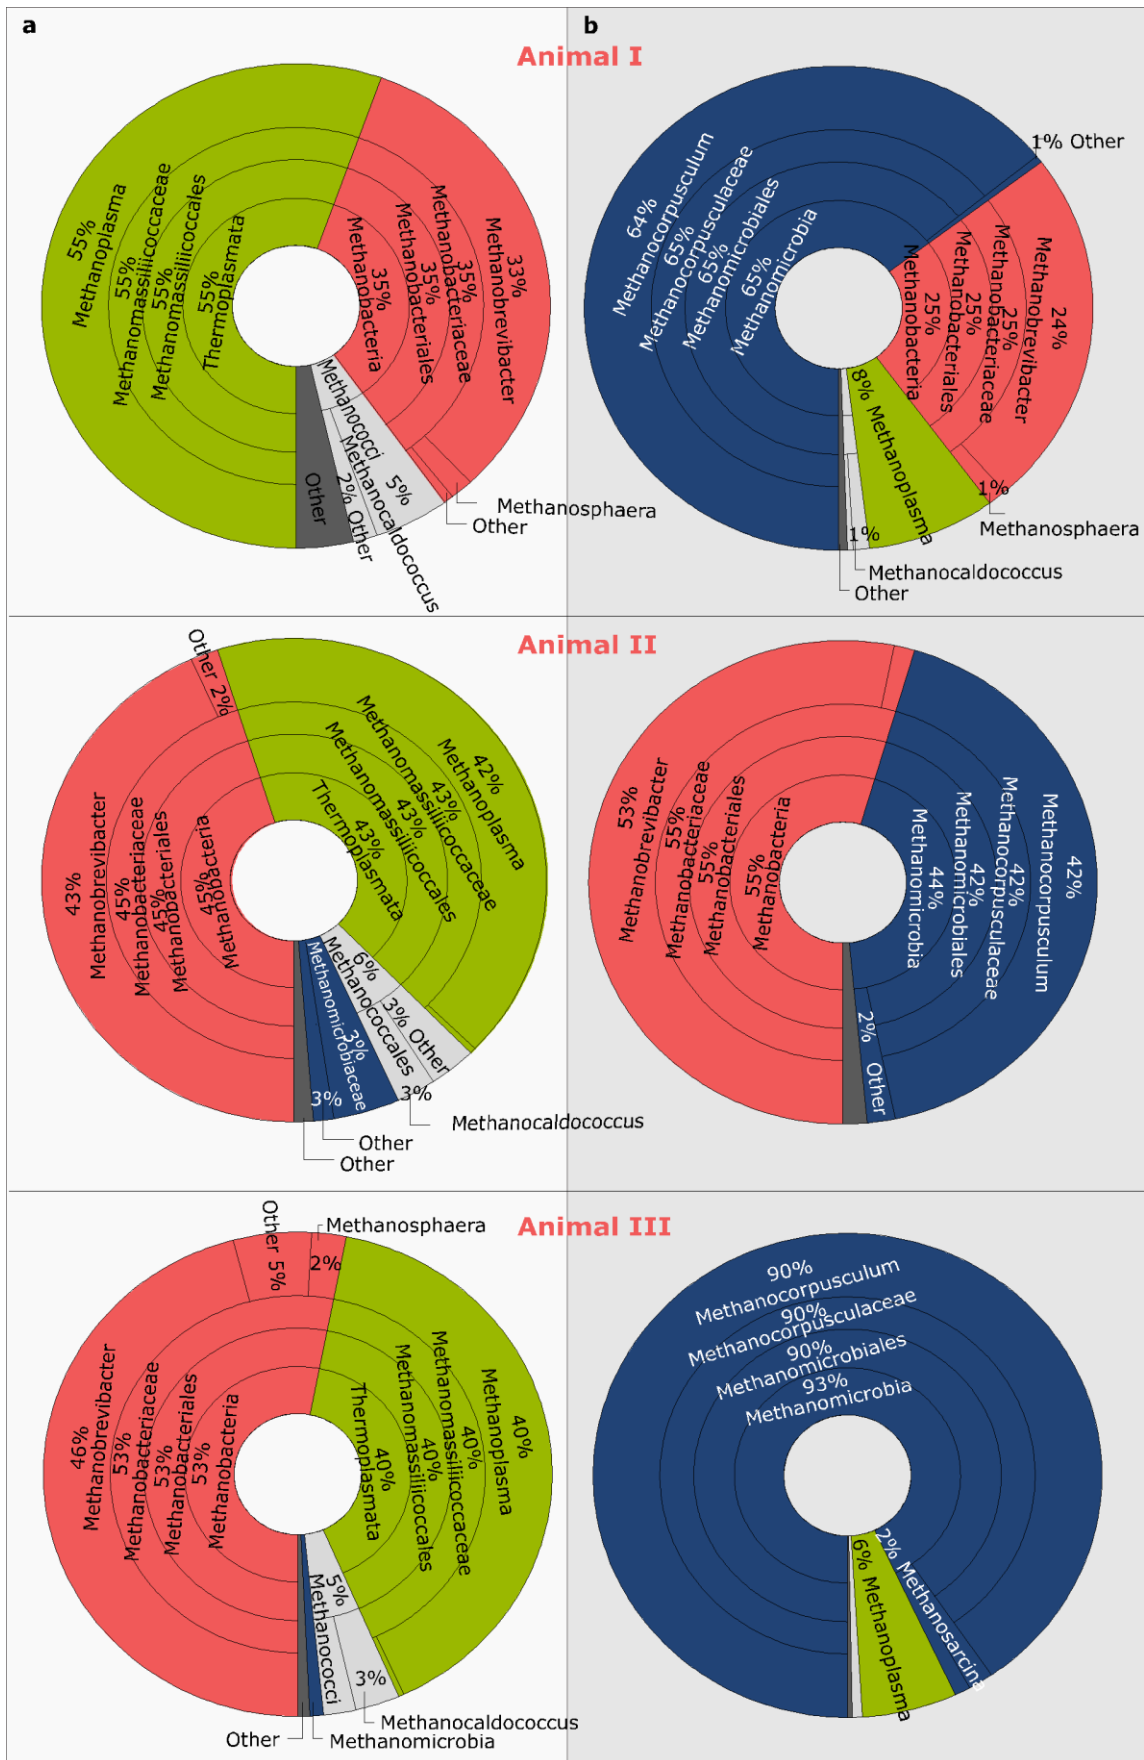 a
b
Animal I
55%
Methanoplasma
55%
Methanomassiliicoccaceae
55%
Methanomassiliicoccales
55%
Thermoplasmata
35%
Methanobacteria
35%
Methanobacteriales
35%
Methanobacteriaceae
33%
Methanobrevibacter
Methanosphaera
Other
Methanococci
5%
Methanocaldococcus
2% Other
Other
64%
Methanocorpusculum
65%
Methanocorpusculaceae
65%
Methanomicrobiales
65%
Methanomicrobia
1% Other
25%
Methanobacteria
25%
Methanobacteriales
25%
Methanobacteriaceae
24%
Methanobrevibacter
1%
Methanosphaera
8% Methanoplasma
1%
Methanocaldococcus
Other
Animal II
Other 2%
43%
Methanobrevibacter
45%
Methanobacteriaceae
45%
Methanobacteriales
45%
Methanobacteria
43%
Thermoplasmata
43%
Methanomassiliicoccales
43%
Methanomassiliicoccaceae
42%
Methanoplasma
6%
Methanococcales
3% Other
3%
Methanocaldococcus
3%
Methanomicrobiaceae
3%
Other
Other
53%
Methanobrevibacter
55%
Methanobacteriaceae
55%
Methanobacteriales
55%
Methanobacteria
44%
Methanomicrobia
42%
Methanomicrobiales
42%
Methanocorpusculaceae
42%
Methanocorpusculum
2%
Other
Animal III
Other 5%
Methanosphaera
2%
46%
Methanobrevibacter
53%
Methanobacteriaceae
53%
Methanobacteriales
53%
Methanobacteria
40%
Thermoplasmata
40%
Methanomassiliicoccales
40%
Methanomassiliicoccaceae
40%
Methanoplasma
5%
Methanococci
3%
Methanocaldococcus
Methanomicrobia
Other
90%
Methanocorpusculum
90%
Methanocorpusculaceae
90%
Methanomicrobiales
93%
Methanomicrobia
2% Methanosarcina
6% Methanoplasma